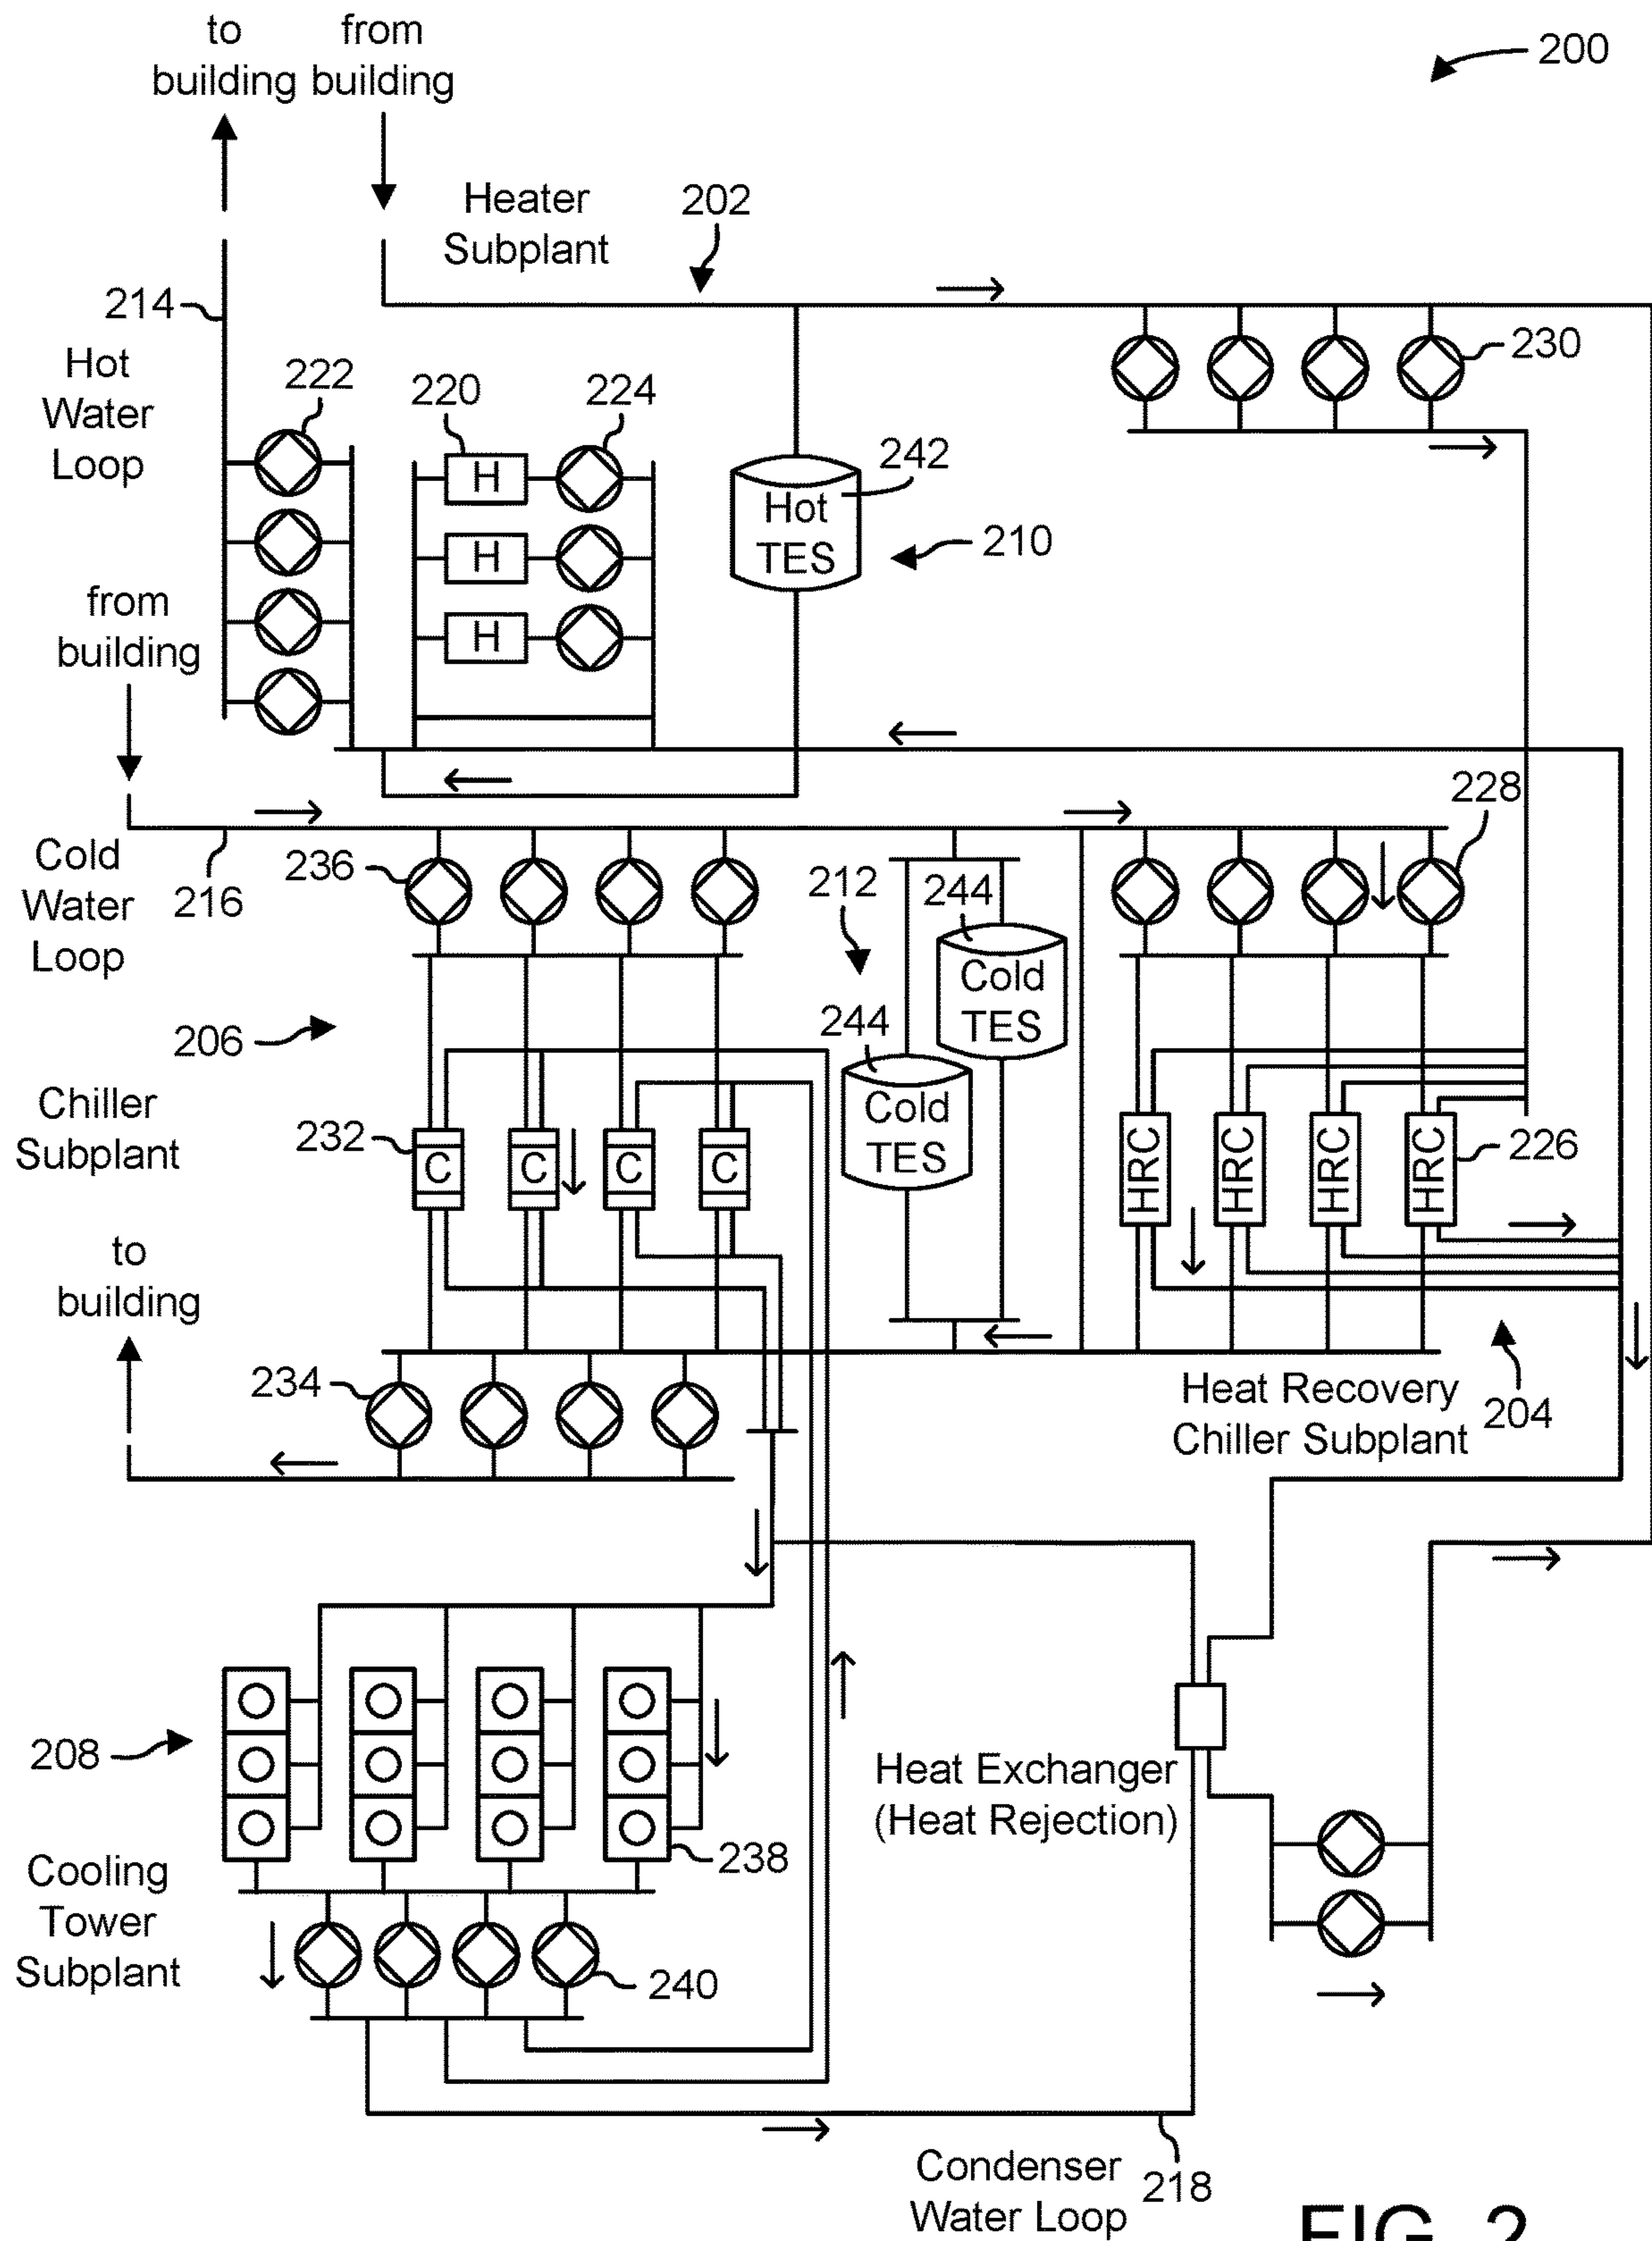 to
building
from
building
200
Heater
Subplant
202
214
Hot
Water
Loop
222
220
224
230
H
H
H
Hot
TES
242
210
from
building
228
Cold
Water
Loop
216
236
212
244
Cold
TES
244
Cold
TES
206
Chiller
Subplant
232
C
C
C
C
HRC
HRC
HRC
HRC
226
to
building
234
Heat Recovery
Chiller Subplant
204
208
Heat Exchanger
(Heat Rejection)
238
Cooling
Tower
Subplant
240
Condenser
Water Loop
218
FIG. 2